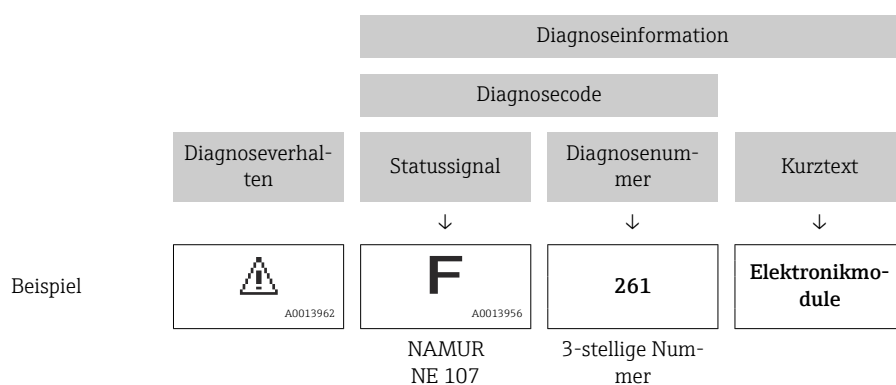 Diagnoseinformation
Diagnosecode
Diagnoseverhal-
ten
Statussignal
Diagnosenum-
mer
Kurztext
↓ ↓ ↓
Beispiel
A0013962
F
A0013956
261
Elektronikmo-
dule
NAMUR
NE 107
3-stellige Num-
mer